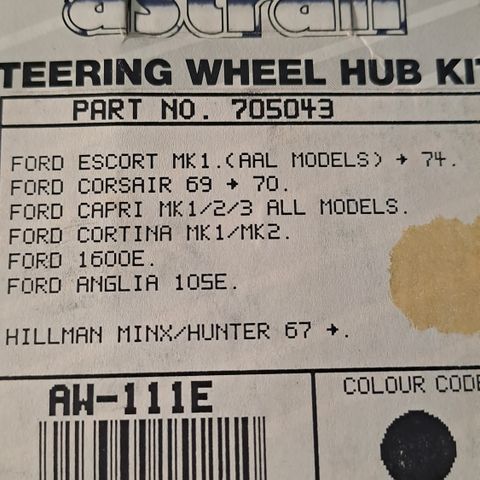 astrali
TEERING WHEEL HUB KIT
PART NO. 705043
FORD ESCORT MK1.(AAL MODELS) → 74.
FORD CORSAIR 69 → 70.
FORD CAPRI MK1/2/3 ALL MODELS.
FORD CORTINA MK1/MK2.
FORD 1600E.
FORD ANGLIA 105E.
HILLMAN MINX/HUNTER 67 →.
AW-111E
COLOUR CODE